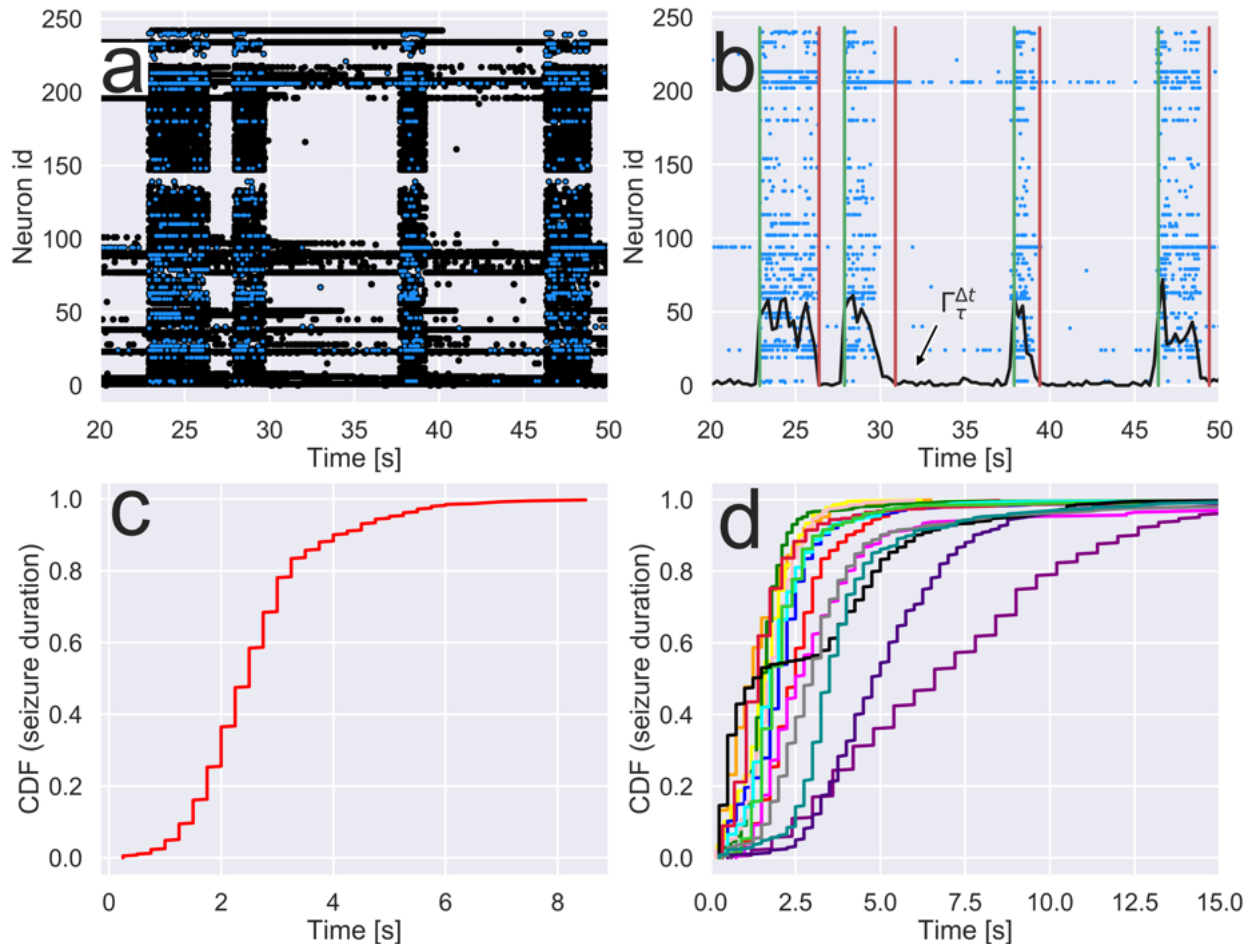 a
250
200
150
100
50
0
Neuron id
20 25 30 35 40 45 50
Time [s]
b
250
200
150
100
50
0
Neuron id
Γ_τ^Δt
20 25 30 35 40 45 50
Time [s]
c
1.0
0.8
0.6
0.4
0.2
0.0
CDF (seizure duration)
0 2 4 6 8
Time [s]
d
1.0
0.8
0.6
0.4
0.2
0.0
CDF (seizure duration)
0.0 2.5 5.0 7.5 10.0 12.5 15.0
Time [s]